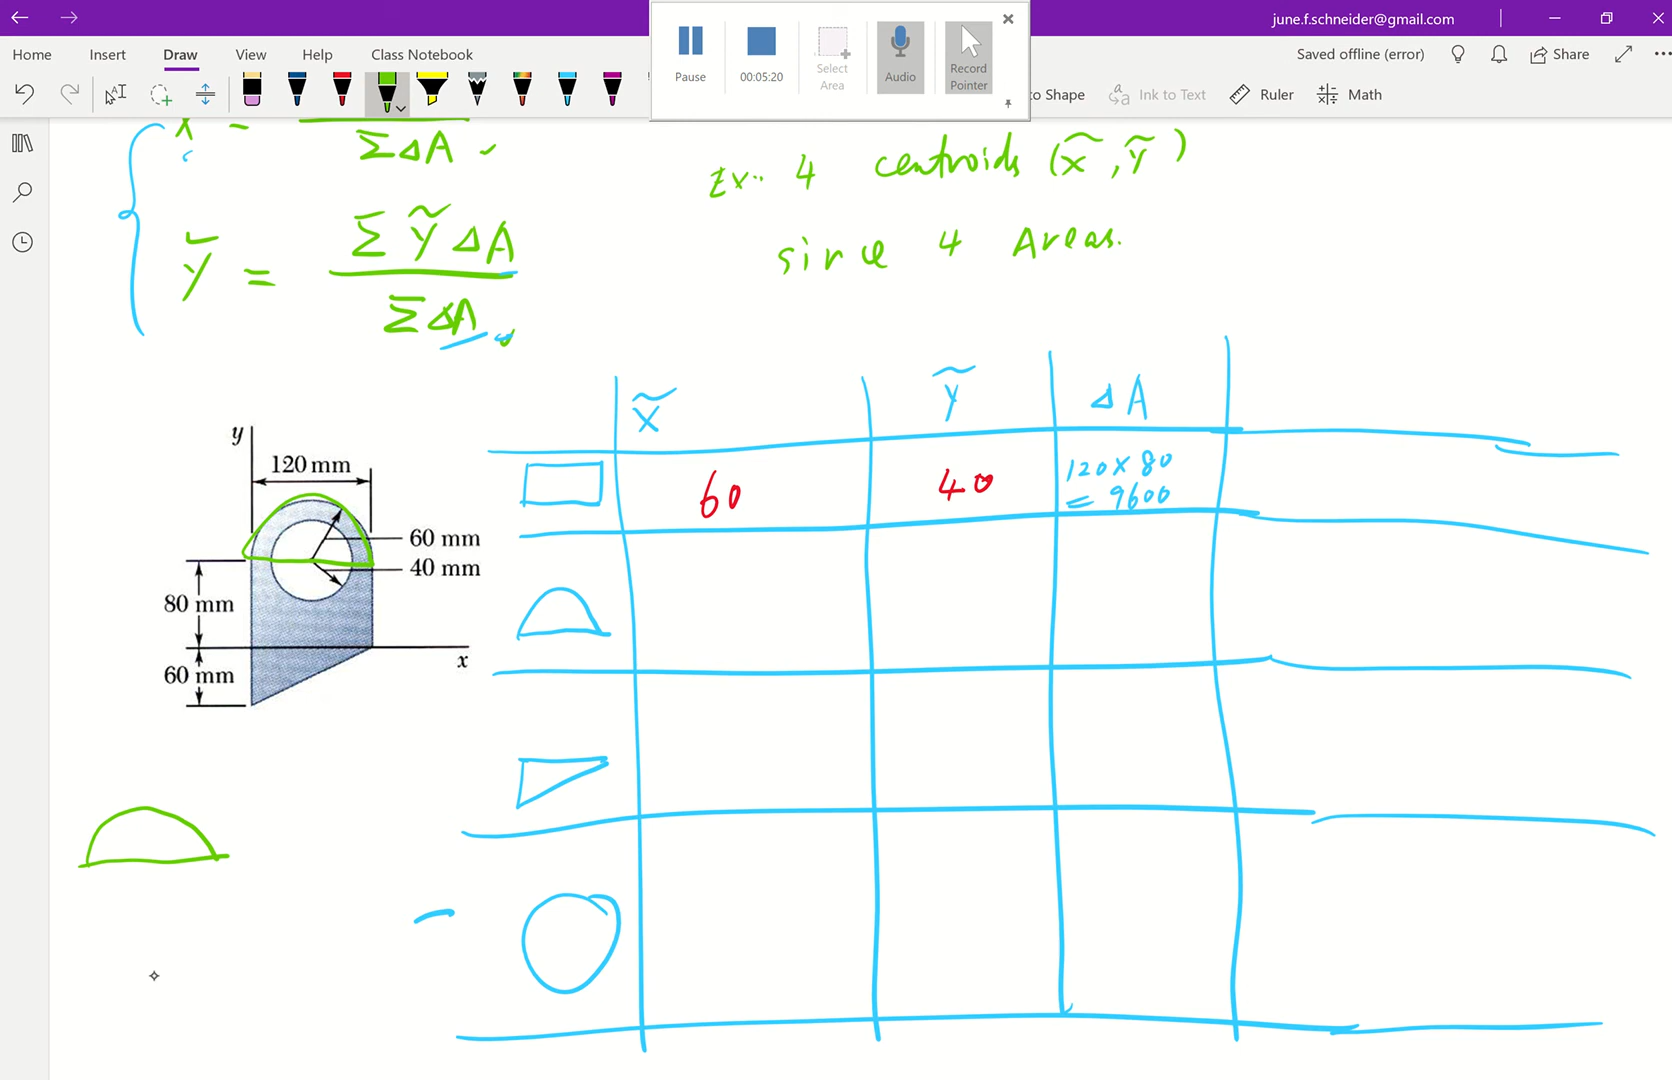 june.f.schneider@gmail.com
Pause
00:05:20
Select Area
Audio
Record Pointer
Home Insert Draw View Help Class Notebook
Saved offline (error)
Share
to Shape
Ink to Text
Ruler
Math
ΣΔA
Ex: 4 centroids (x̃, ỹ)
since 4 Areas.
y̅ = Σ ỹ ΔA / ΣΔA
x̃ ỹ ΔA
60 40 120 x 80
= 9600
y
120 mm
60 mm
40 mm
80 mm
x
60 mm